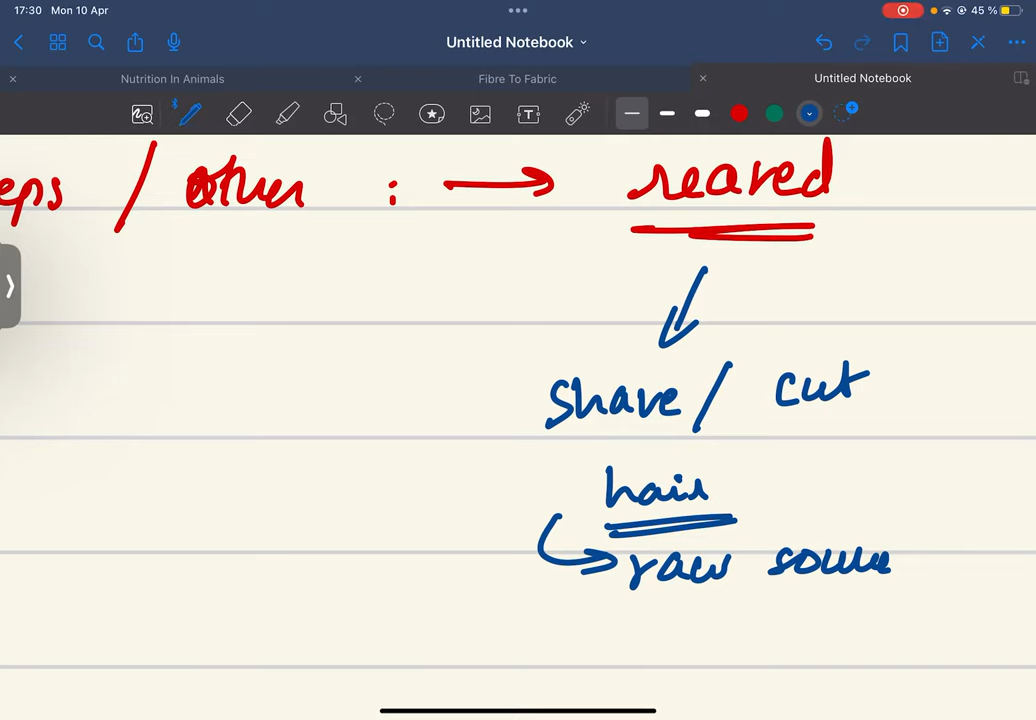 17:30 Mon 10 Apr
45 %
Untitled Notebook
Nutrition In Animals Fibre To Fabric Untitled Notebook
eps / other : → reared
share / cut
hair
raw source